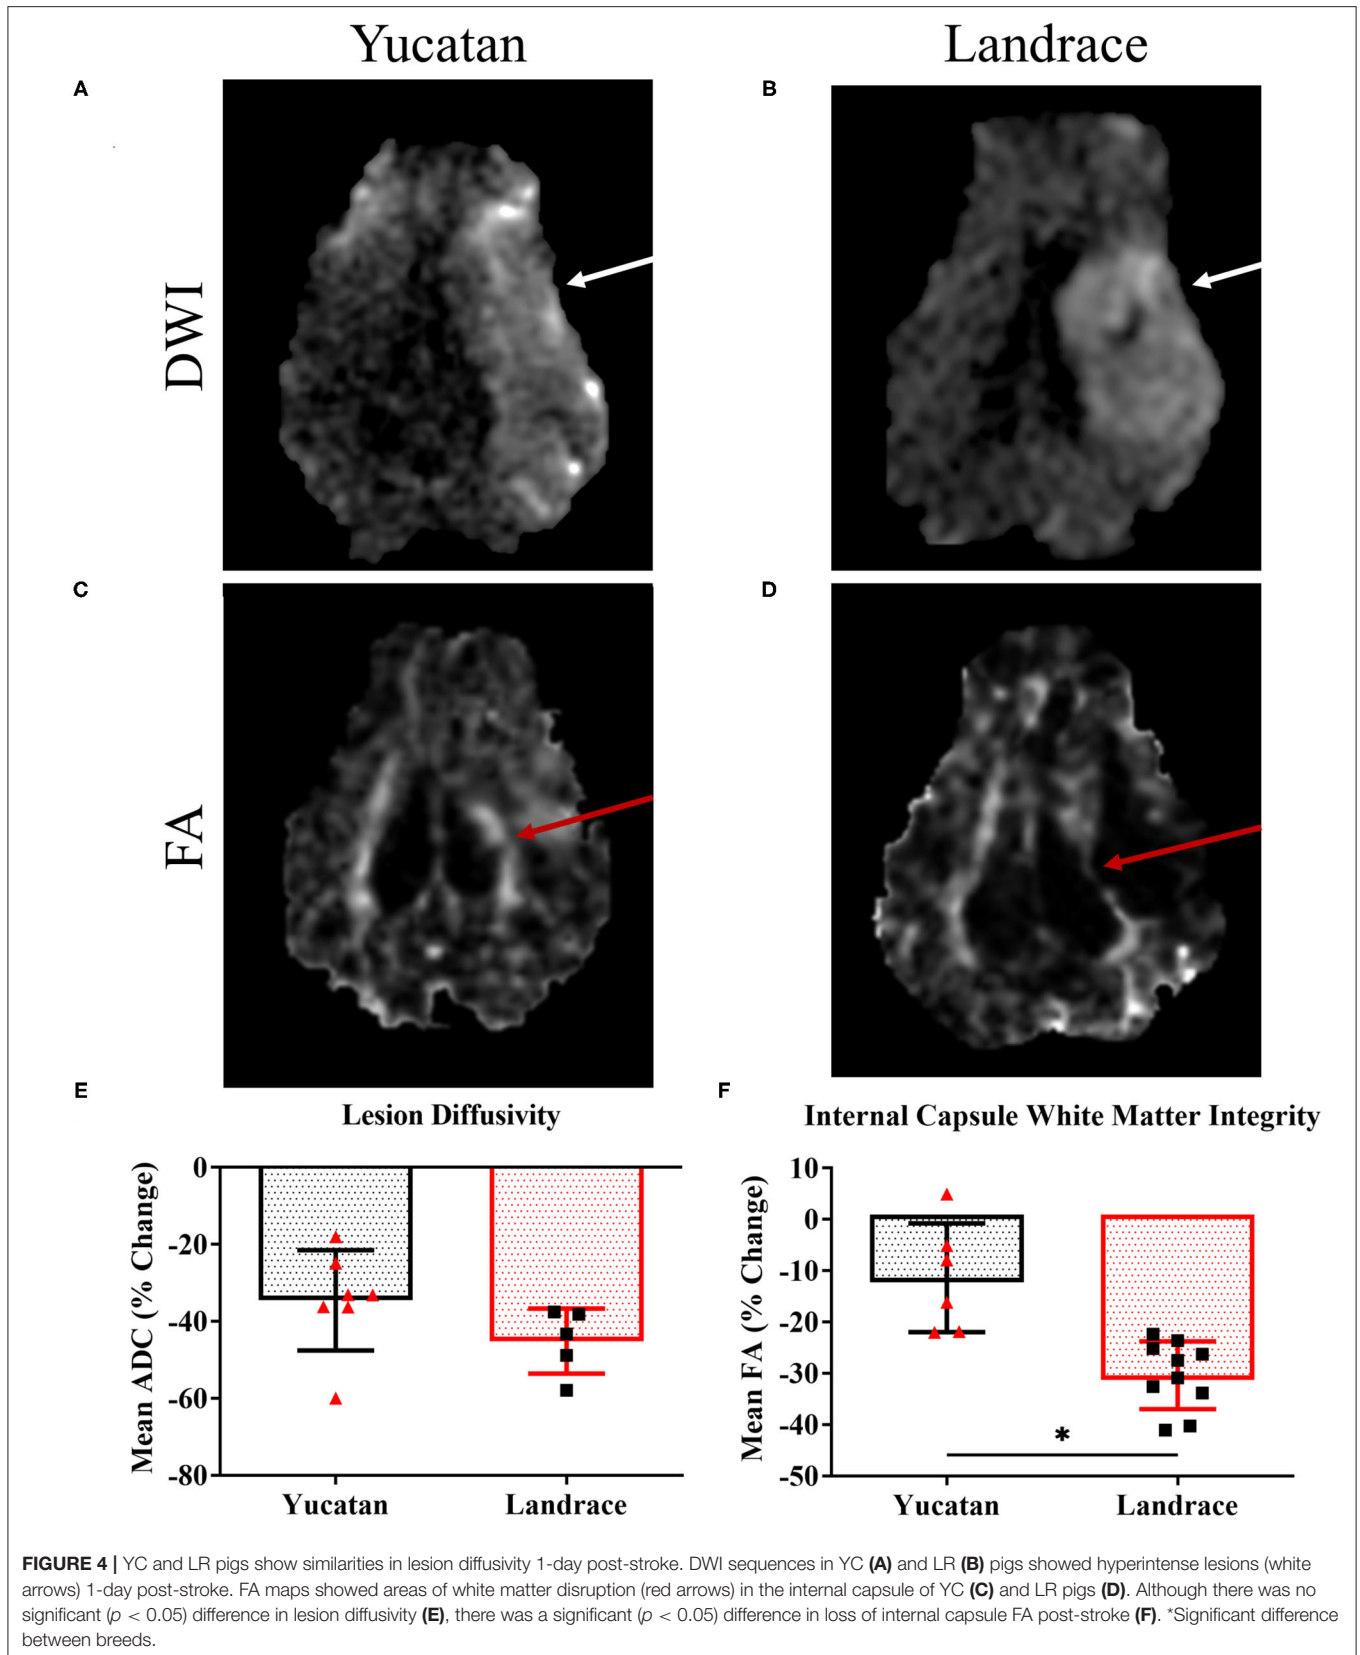 Yucatan
Landrace
A
B
DWI
C
D
FA
E
F
Lesion Diffusivity
Internal Capsule White Matter Integrity
Mean ADC (% Change)
0
-20
-40
-60
-80
Yucatan
Landrace
Mean FA (% Change)
10
0
-10
-20
-30
-40
-50
*
Yucatan
Landrace
FIGURE 4 | YC and LR pigs show similarities in lesion diffusivity 1-day post-stroke. DWI sequences in YC (A) and LR (B) pigs showed hyperintense lesions (white
arrows) 1-day post-stroke. FA maps showed areas of white matter disruption (red arrows) in the internal capsule of YC (C) and LR pigs (D). Although there was no
significant (p < 0.05) difference in lesion diffusivity (E), there was a significant (p < 0.05) difference in loss of internal capsule FA post-stroke (F). *Significant difference
between breeds.